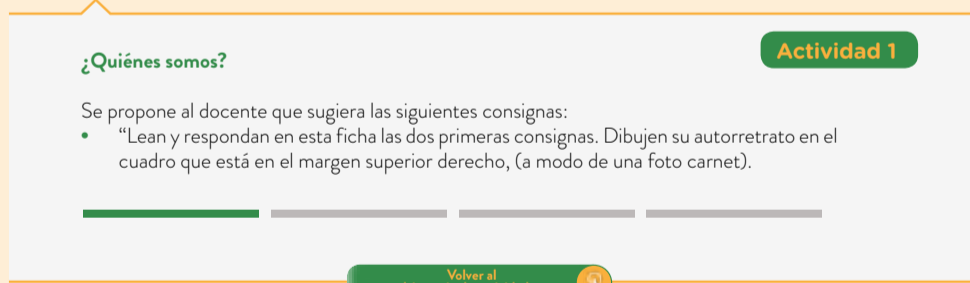 Actividad 1
¿Quiénes somos?
Se propone al docente que sugiera las siguientes consignas:
• “Lean y respondan en esta ficha las dos primeras consignas. Dibujen su autorretrato en el
cuadro que está en el margen superior derecho, (a modo de una foto carnet).
Volver al